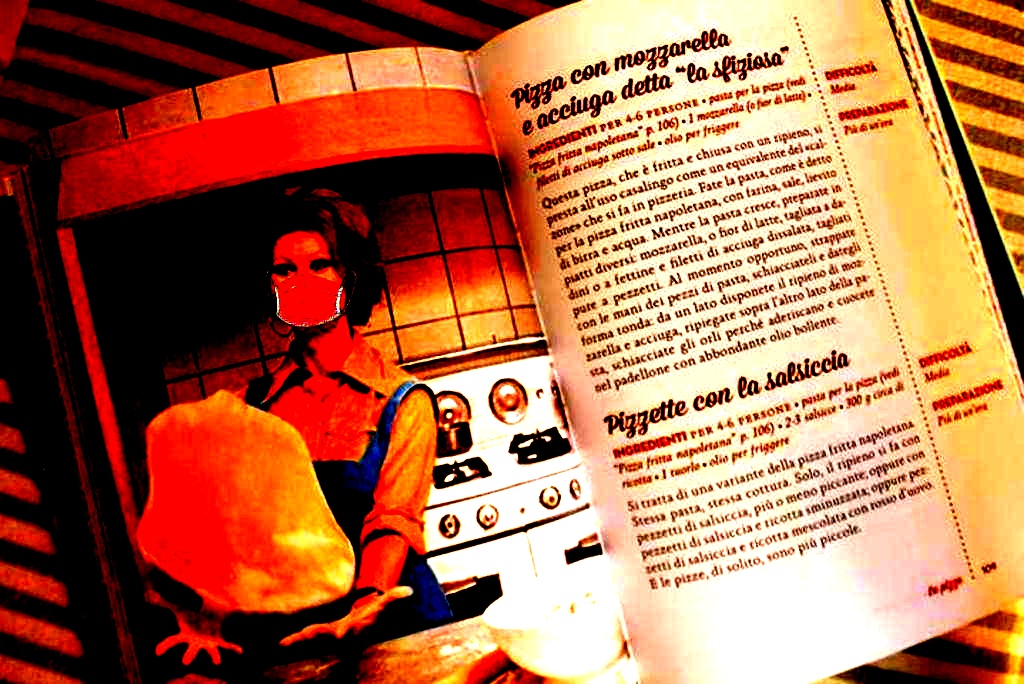 Pizza con mozzarella
e acciuga detta "la sfiziosa"
INGREDIENTI PER 4-6 PERSONE • pasta per la pizza (vedi
"Pizza fritta napoletana" p. 106) • 1 mozzarella (o fior di latte) •
filetti di acciuga sotto sale • olio per friggere
DIFFICOLTÀ
Media
PREPARAZIONE
Più di un'ora
Questa pizza, che è fritta e chiusa con un ripieno, si
presta all'uso casalingo come un equivalente del «cal-
zone» che si fa in pizzeria. Fate la pasta, come è detto
per la pizza fritta napoletana, con farina, sale, lievito
di birra e acqua. Mentre la pasta cresce, preparate in
piatti diversi: mozzarella, o fior di latte, tagliata a da-
dini o a fettine e filetti di acciuga dissalata, tagliati
pure a pezzetti. Al momento opportuno, strappate
con le mani dei pezzi di pasta, schiacciateli e dategli
forma tonda: da un lato disponete il ripieno di moz-
zarella e acciuga, ripiegate sopra l'altro lato della pa-
sta, schiacciate gli orli perché aderiscano e cuocete
nel padellone con abbondante olio bollente.
Pizzette con la salsiccia
INGREDIENTI PER 4-6 PERSONE • pasta per la pizza (vedi
"Pizza fritta napoletana" p. 106) • 2-3 salsicce • 300 g circa di
ricotta • 1 tuorlo • olio per friggere
DIFFICOLTÀ
Media
PREPARAZIONE
Più di un'ora
Si tratta di una variante della pizza fritta napoletana.
Stessa pasta, stessa cottura. Solo, il ripieno si fa con
pezzetti di salsiccia, più o meno piccante, oppure con
pezzetti di salsiccia e ricotta sminuzzata, oppure pez-
zetti di salsiccia e ricotta mescolata con rosso d'uovo.
E le pizze, di solito, sono più piccole.
Le pizze 109